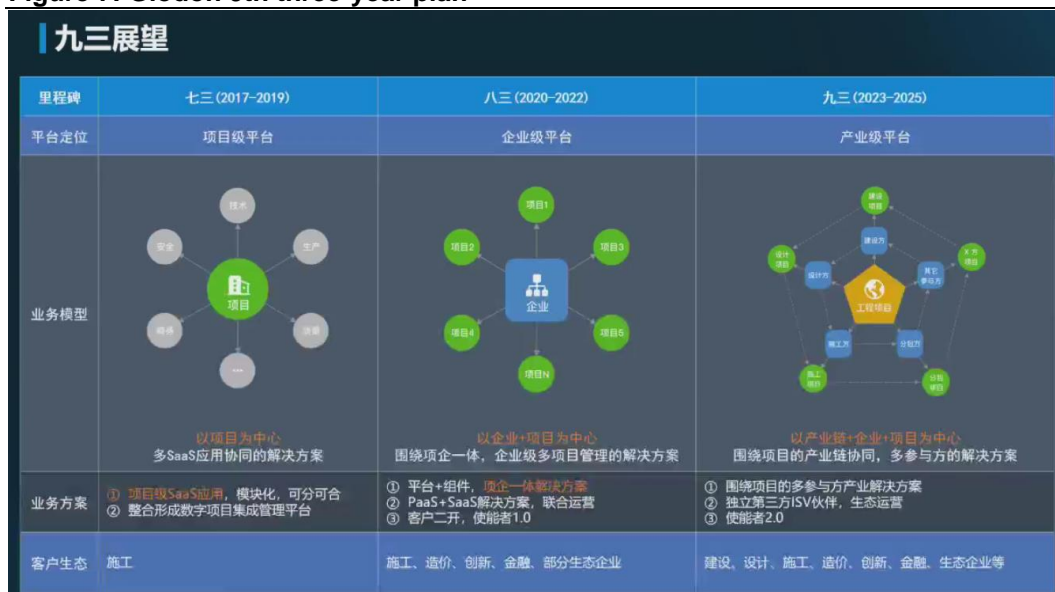 Figure 7: Glodon 9th three-year plan
九三展望
里程碑
七三(2017-2019)
八三(2020-2022)
九三(2023-2025)
平台定位
项目级平台
企业级平台
产业级平台
业务模型
技术
安全
生产
项目
质量
...
以项目为中心
多SaaS应用协同的解决方案
项目1
项目2
项目3
企业
项目4
项目5
项目N
以企业+项目为中心
围绕项企一体，企业级多项目管理的解决方案
建设
项目
建设方
设计
项目
设计方
其它
参与方
X 方
项目
工程项目
施工方
分包方
施工
项目
分包
项目
以产业链+企业+项目为中心
围绕项目的产业链协同，多参与方的解决方案
业务方案
① 项目级SaaS应用，模块化，可分可合
② 整合形成数字项目集成管理平台
① 平台+组件，项企一体解决方案
② PaaS+SaaS解决方案，联合运营
③ 客户二开，使能者1.0
① 围绕项目的多参与方产业解决方案
② 独立第三方ISV伙伴，生态运营
③ 使能者2.0
客户生态
施工
施工、造价、创新、金融、部分生态企业
建设、设计、施工、造价、创新、金融、生态企业等